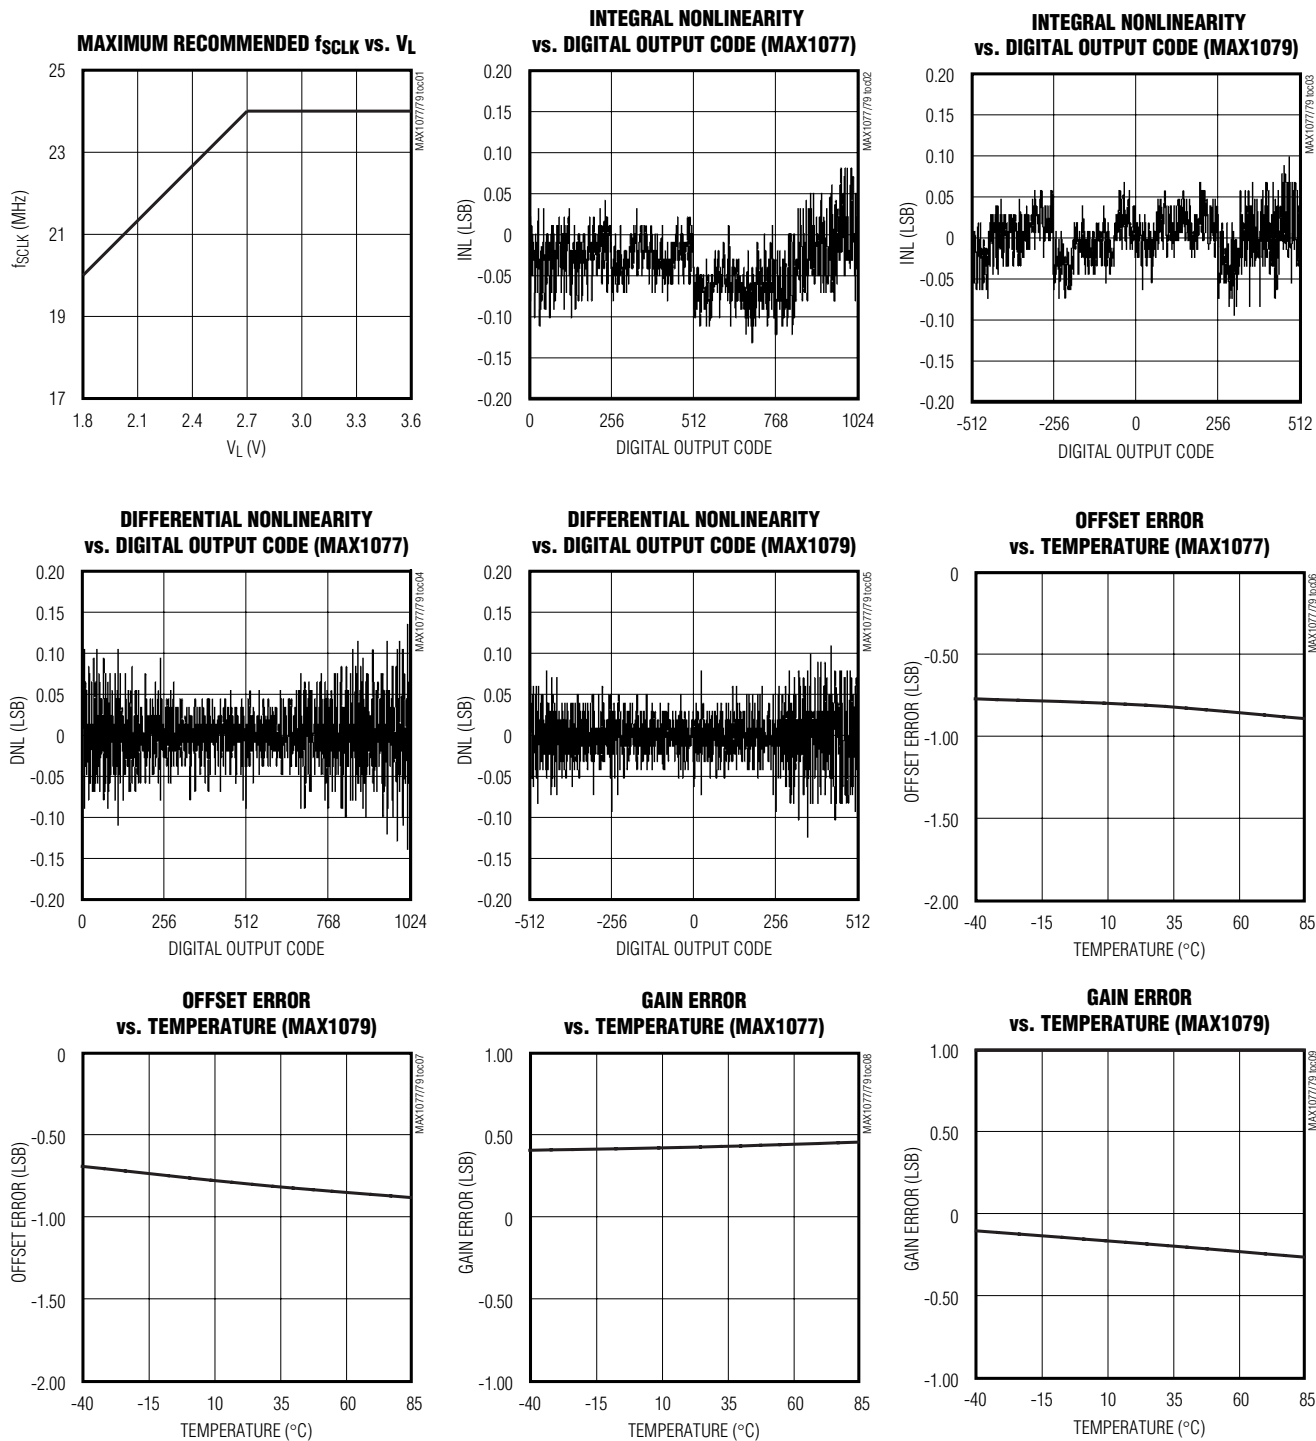 MAXIMUM RECOMMENDED fSCLK vs. VL
25
23
21
19
17
fSCLK (MHz)
1.8 2.1 2.4 2.7 3.0 3.3 3.6
VL (V)
MAX1077/79 toc01
INTEGRAL NONLINEARITY
vs. DIGITAL OUTPUT CODE (MAX1077)
0.20
0.15
0.10
0.05
0
-0.05
-0.10
-0.15
-0.20
INL (LSB)
0 256 512 768 1024
DIGITAL OUTPUT CODE
MAX1077/79 toc02
INTEGRAL NONLINEARITY
vs. DIGITAL OUTPUT CODE (MAX1079)
0.20
0.15
0.10
0.05
0
-0.05
-0.10
-0.15
-0.20
INL (LSB)
-512 -256 0 256 512
DIGITAL OUTPUT CODE
MAX1077/79 toc03
DIFFERENTIAL NONLINEARITY
vs. DIGITAL OUTPUT CODE (MAX1077)
0.20
0.15
0.10
0.05
0
-0.05
-0.10
-0.15
-0.20
DNL (LSB)
0 256 512 768 1024
DIGITAL OUTPUT CODE
MAX1077/79 toc04
DIFFERENTIAL NONLINEARITY
vs. DIGITAL OUTPUT CODE (MAX1079)
0.20
0.15
0.10
0.05
0
-0.05
-0.10
-0.15
-0.20
DNL (LSB)
-512 -256 0 256 512
DIGITAL OUTPUT CODE
MAX1077/79 toc05
OFFSET ERROR
vs. TEMPERATURE (MAX1077)
0
-0.50
-1.00
-1.50
-2.00
OFFSET ERROR (LSB)
-40 -15 10 35 60 85
TEMPERATURE (°C)
MAX1077/79 toc06
OFFSET ERROR
vs. TEMPERATURE (MAX1079)
0
-0.50
-1.00
-1.50
-2.00
OFFSET ERROR (LSB)
-40 -15 10 35 60 85
TEMPERATURE (°C)
MAX1077/79 toc07
GAIN ERROR
vs. TEMPERATURE (MAX1077)
1.00
0.50
0
-0.50
-1.00
GAIN ERROR (LSB)
-40 -15 10 35 60 85
TEMPERATURE (°C)
MAX1077/79 toc08
GAIN ERROR
vs. TEMPERATURE (MAX1079)
1.00
0.50
0
-0.50
-1.00
GAIN ERROR (LSB)
-40 -15 10 35 60 85
TEMPERATURE (°C)
MAX1077/79 toc09